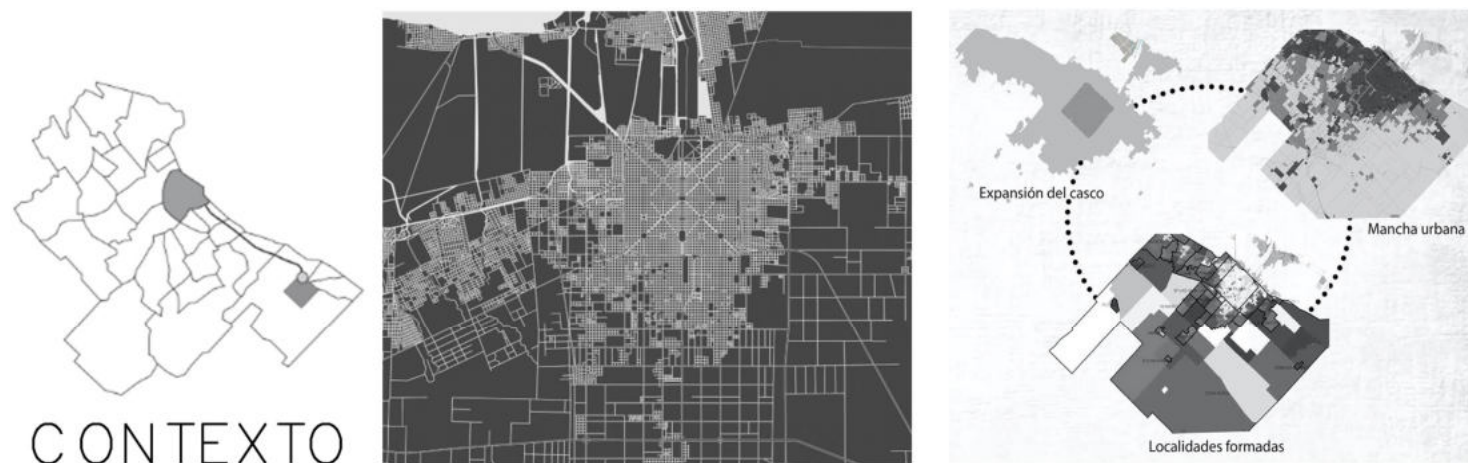 CONTEXTO
Expansión del casco
Mancha urbana
Localidades formadas